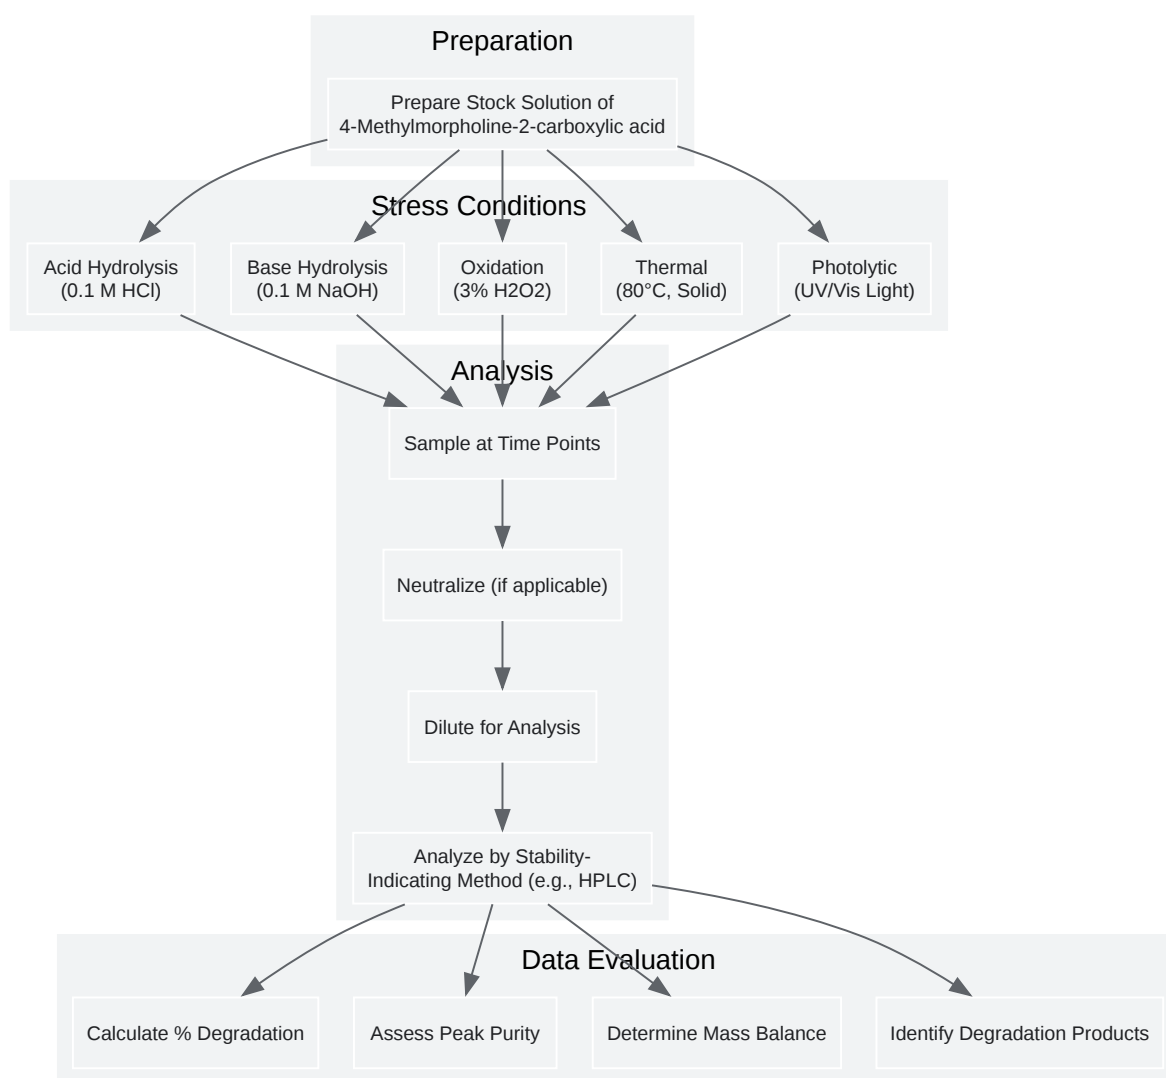 Preparation
Prepare Stock Solution of
4-Methylmorpholine-2-carboxylic acid
Stress Conditions
Acid Hydrolysis
(0.1 M HCl)
Base Hydrolysis
(0.1 M NaOH)
Oxidation
(3% H2O2)
Thermal
(80°C, Solid)
Photolytic
(UV/Vis Light)
Analysis
Sample at Time Points
Neutralize (if applicable)
Dilute for Analysis
Analyze by Stability-
Indicating Method (e.g., HPLC)
Data Evaluation
Calculate % Degradation
Assess Peak Purity
Determine Mass Balance
Identify Degradation Products